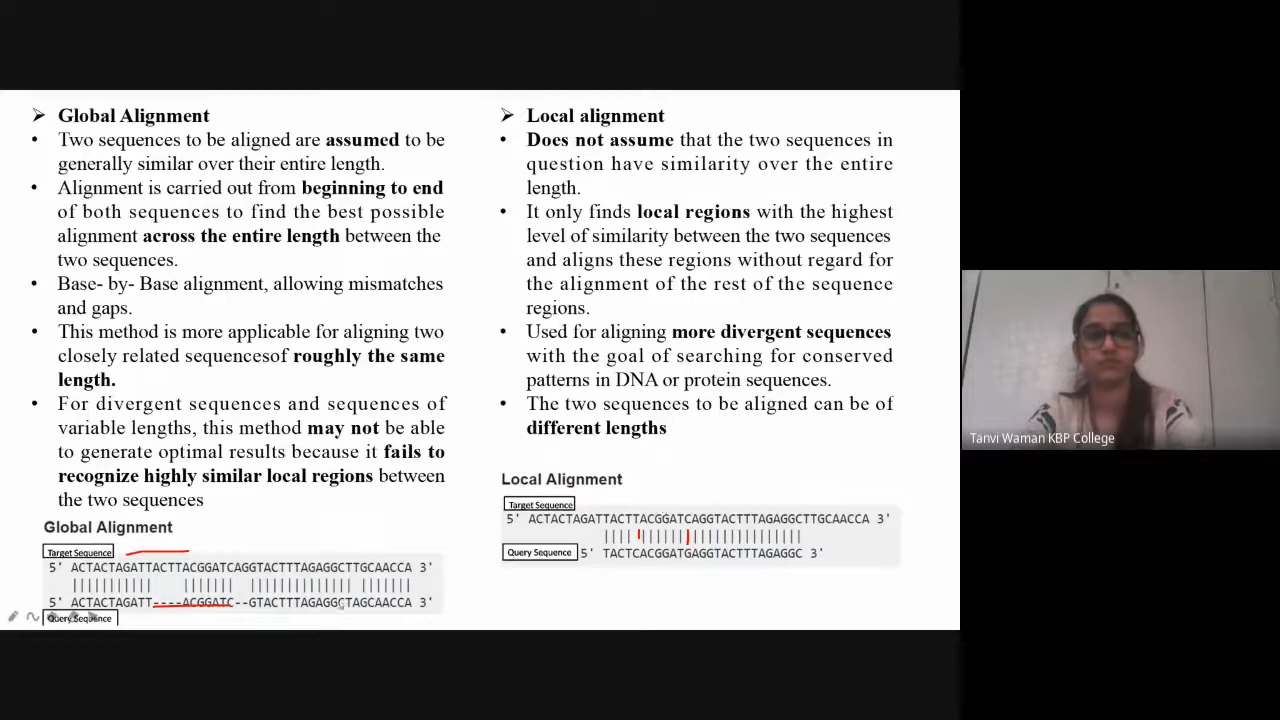 ➢ Global Alignment
• Two sequences to be aligned are assumed to be
generally similar over their entire length.
• Alignment is carried out from beginning to end
of both sequences to find the best possible
alignment across the entire length between the
two sequences.
• Base- by- Base alignment, allowing mismatches
and gaps.
• This method is more applicable for aligning two
closely related sequencesof roughly the same
length.
• For divergent sequences and sequences of
variable lengths, this method may not be able
to generate optimal results because it fails to
recognize highly similar local regions between
the two sequences
Global Alignment
Target Sequence
5' ACTACTAGATTACTTACGGATCAGGTACTTTAGAGGCTTGCAACCA 3'
5' ACTACTAGATT----ACGGATC--GTACTTTAGAGGCTAGCAACCA 3'
Query Sequence
➢ Local alignment
• Does not assume that the two sequences in
question have similarity over the entire
length.
• It only finds local regions with the highest
level of similarity between the two sequences
and aligns these regions without regard for
the alignment of the rest of the sequence
regions.
• Used for aligning more divergent sequences
with the goal of searching for conserved
patterns in DNA or protein sequences.
• The two sequences to be aligned can be of
different lengths
Local Alignment
Target Sequence
5' ACTACTAGATTACTTACGGATCAGGTACTTTAGAGGCTTGCAACCA 3'
Query Sequence 5' TACTCACGGATGAGGTACTTTAGAGGC 3'
Tanvi Waman KBP College